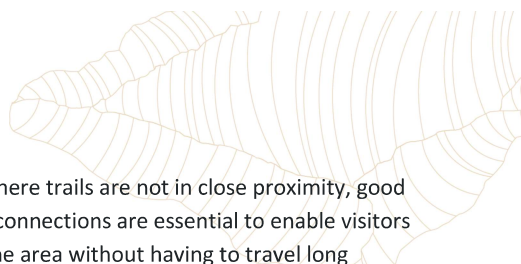 here trails are not in close proximity, good
connections are essential to enable visitors
e area without having to travel long